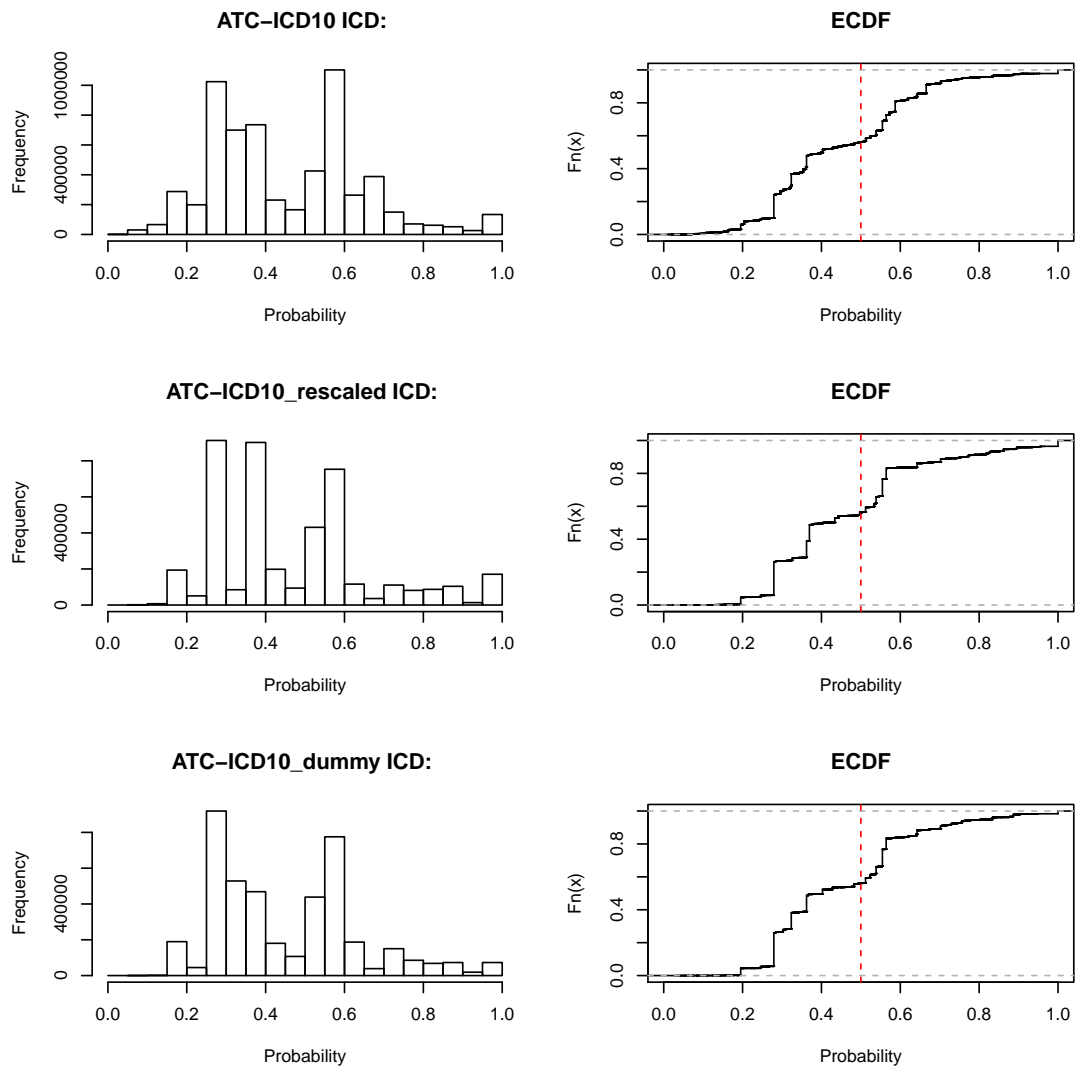 ATC−ICD10 ICD:
Frequency
0
400000
1000000
0.0 0.2 0.4 0.6 0.8 1.0
Probability
ECDF
Fn(x)
0.0
0.4
0.8
0.0 0.2 0.4 0.6 0.8 1.0
Probability
ATC−ICD10_rescaled ICD:
Frequency
0
400000
0.0 0.2 0.4 0.6 0.8 1.0
Probability
ECDF
Fn(x)
0.0
0.4
0.8
0.0 0.2 0.4 0.6 0.8 1.0
Probability
ATC−ICD10_dummy ICD:
Frequency
0
400000
0.0 0.2 0.4 0.6 0.8 1.0
Probability
ECDF
Fn(x)
0.0
0.4
0.8
0.0 0.2 0.4 0.6 0.8 1.0
Probability